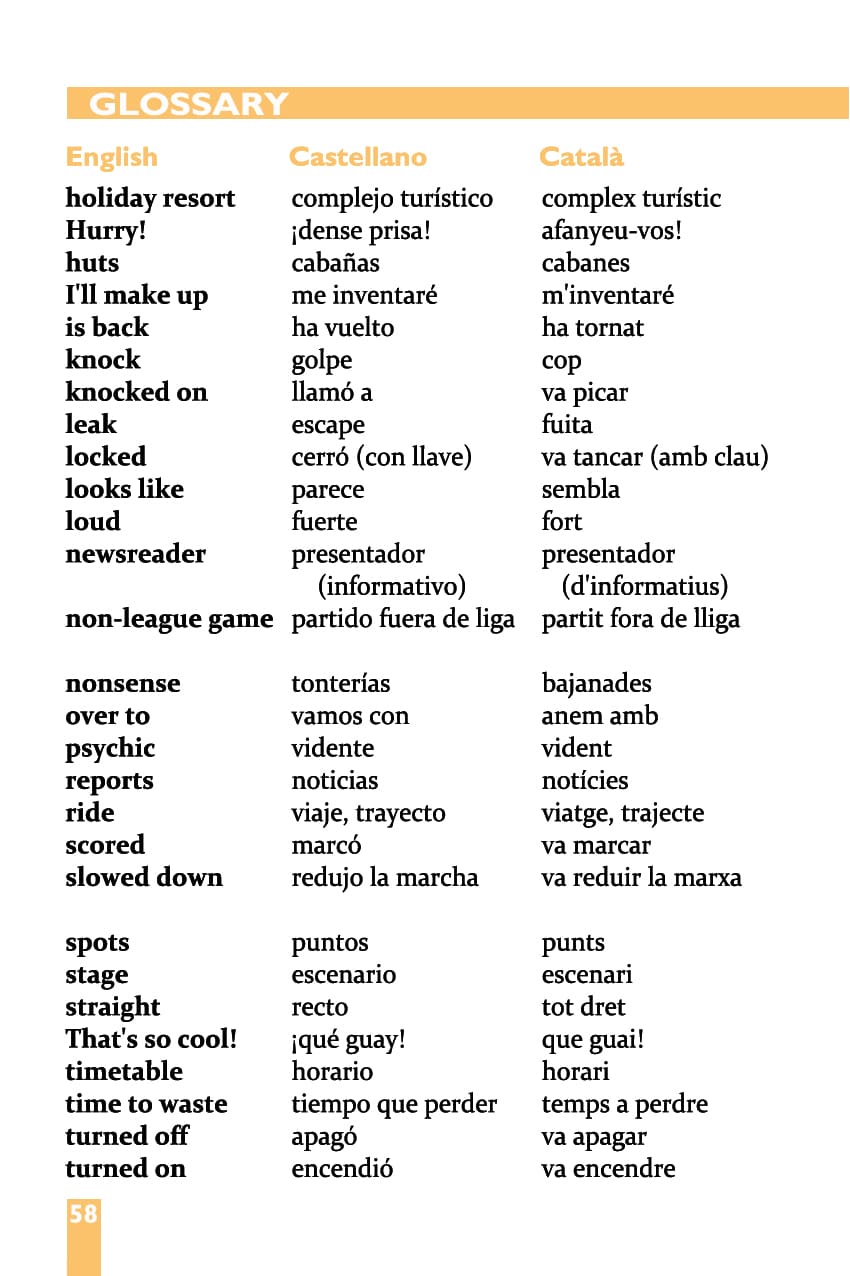 GLOSSARY
English Castellano Català
holiday resort complejo turístico complex turístic
Hurry! ¡dense prisa! afanyeu-vos!
huts cabañas cabanes
I'll make up me inventaré m'inventaré
is back ha vuelto ha tornat
knock golpe cop
knocked on llamó a va picar
leak escape fuita
locked cerró (con llave) va tancar (amb clau)
looks like parece sembla
loud fuerte fort
newsreader presentador presentador
(informativo) (d'informatius)
non-league game partido fuera de liga partit fora de lliga
nonsense tonterías bajanades
over to vamos con anem amb
psychic vidente vident
reports noticias notícies
ride viaje, trayecto viatge, trajecte
scored marcó va marcar
slowed down redujo la marcha va reduir la marxa
spots puntos punts
stage escenario escenari
straight recto tot dret
That's so cool! ¡qué guay! que guai!
timetable horario horari
time to waste tiempo que perder temps a perdre
turned off apagó va apagar
turned on encendió va encendre
58